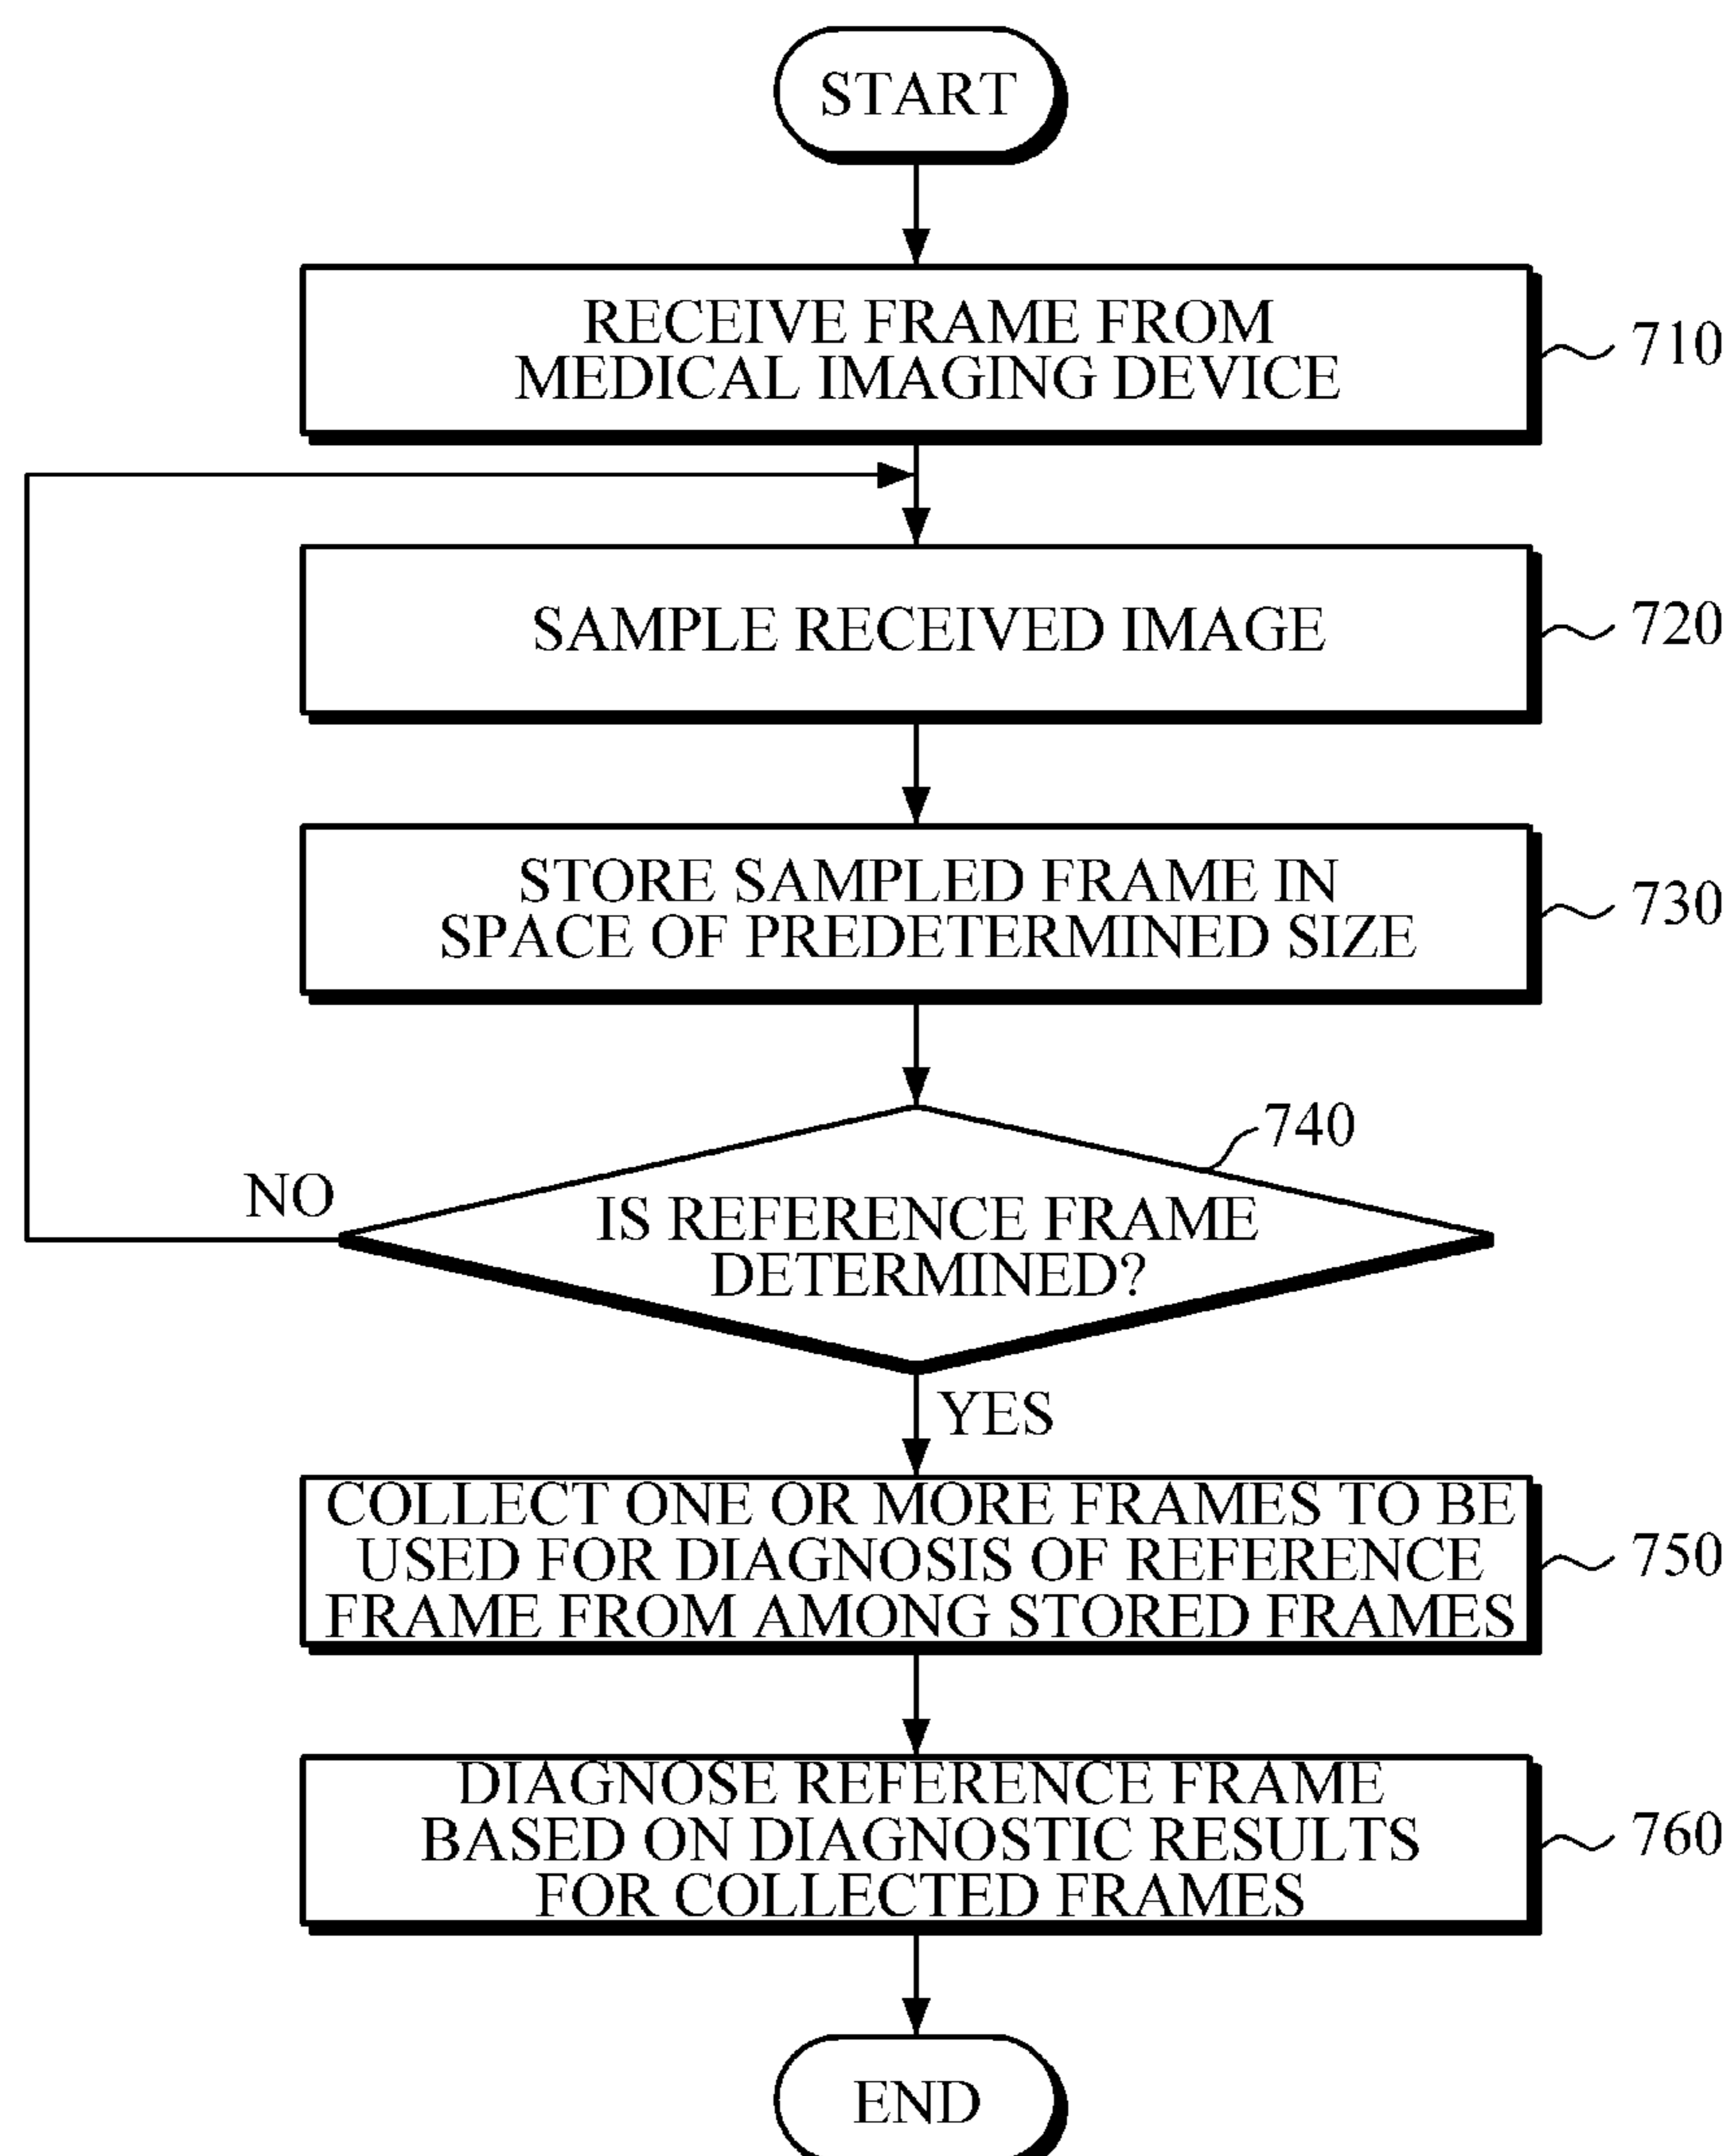 START
RECEIVE FRAME FROM
MEDICAL IMAGING DEVICE
710
SAMPLE RECEIVED IMAGE
720
STORE SAMPLED FRAME IN
SPACE OF PREDETERMINED SIZE
730
740
NO
IS REFERENCE FRAME
DETERMINED?
YES
COLLECT ONE OR MORE FRAMES TO BE
USED FOR DIAGNOSIS OF REFERENCE
FRAME FROM AMONG STORED FRAMES
750
DIAGNOSE REFERENCE FRAME
BASED ON DIAGNOSTIC RESULTS
FOR COLLECTED FRAMES
760
END